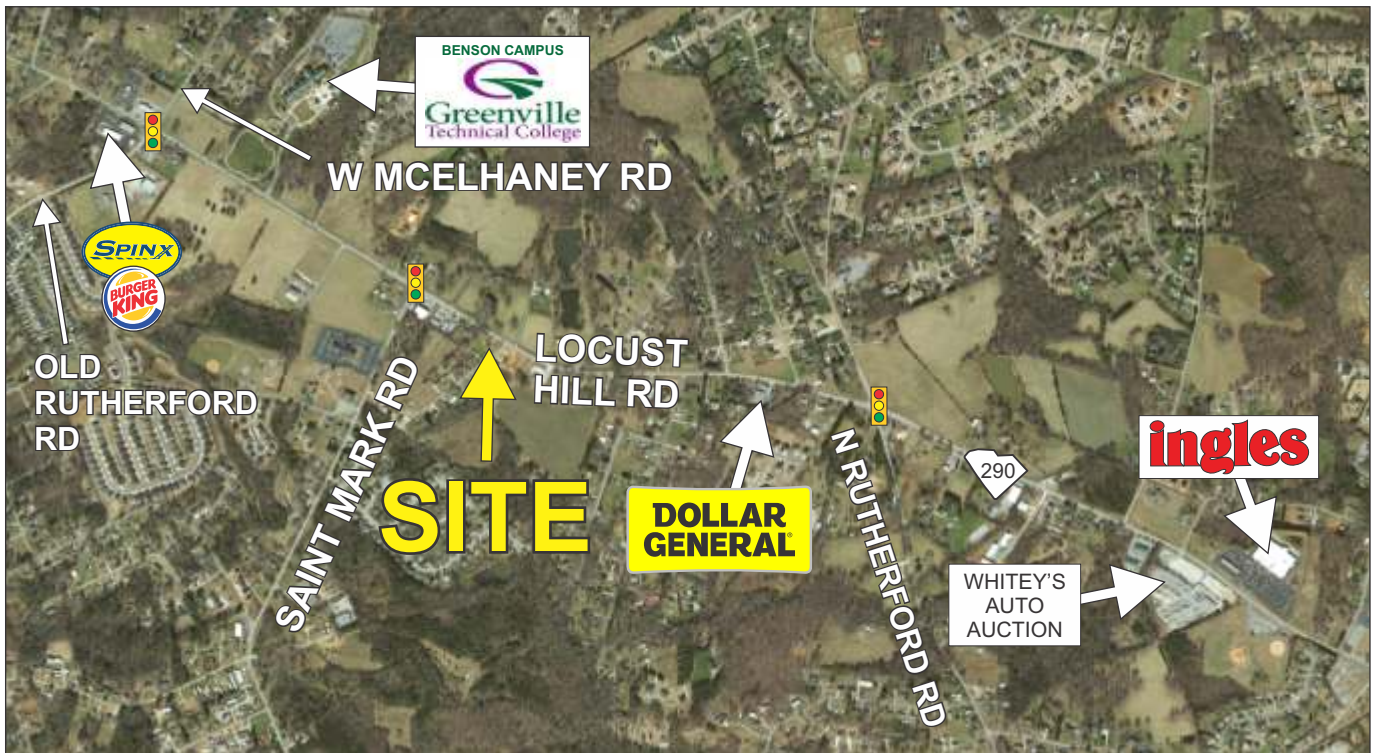 BENSON CAMPUS
Greenville
Technical College
W MCELHANEY RD
SPINX
BURGER
KING
OLD
RUTHERFORD
RD
SAINT MARK RD
LOCUST
HILL RD
SITE
DOLLAR
GENERAL®
N RUTHERFORD RD
290
ingles
WHITEY'S
AUTO
AUCTION